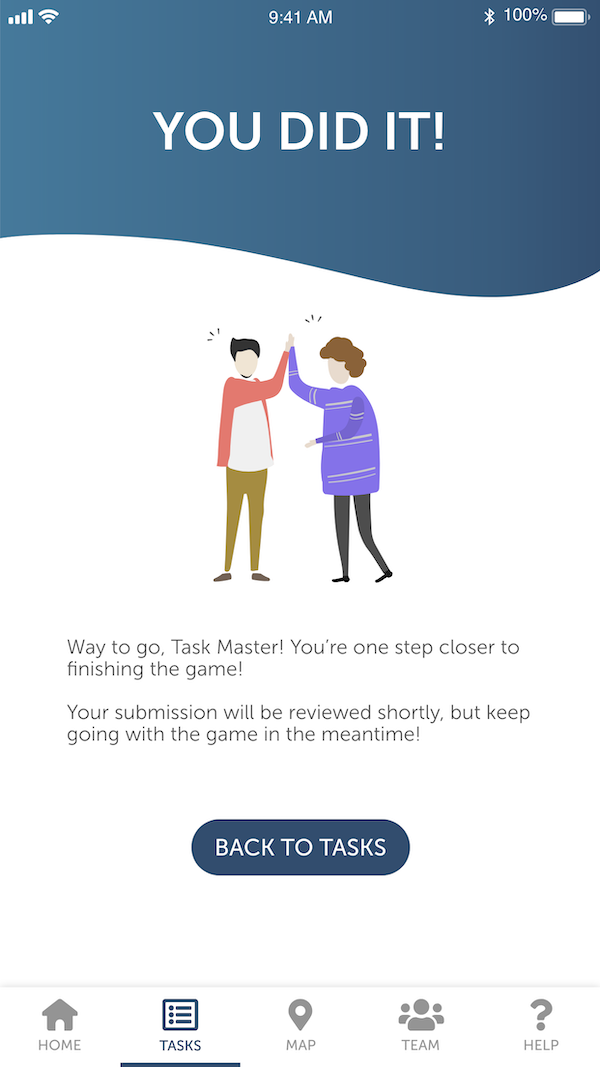 9:41 AM
100%
YOU DID IT!
Way to go, Task Master! You’re one step closer to
finishing the game!
Your submission will be reviewed shortly, but keep
going with the game in the meantime!
BACK TO TASKS
HOME
TASKS
MAP
TEAM
HELP